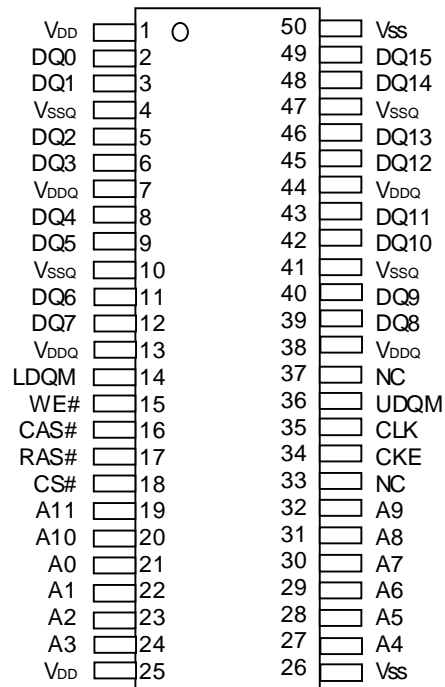 VDD 1 50 Vss
DQ0 2 49 DQ15
DQ1 3 48 DQ14
VSSQ 4 47 VSSQ
DQ2 5 46 DQ13
DQ3 6 45 DQ12
VDDQ 7 44 VDDQ
DQ4 8 43 DQ11
DQ5 9 42 DQ10
VSSQ 10 41 VSSQ
DQ6 11 40 DQ9
DQ7 12 39 DQ8
VDDQ 13 38 VDDQ
LDQM 14 37 NC
WE# 15 36 UDQM
CAS# 16 35 CLK
RAS# 17 34 CKE
CS# 18 33 NC
A11 19 32 A9
A10 20 31 A8
A0 21 30 A7
A1 22 29 A6
A2 23 28 A5
A3 24 27 A4
VDD 25 26 Vss